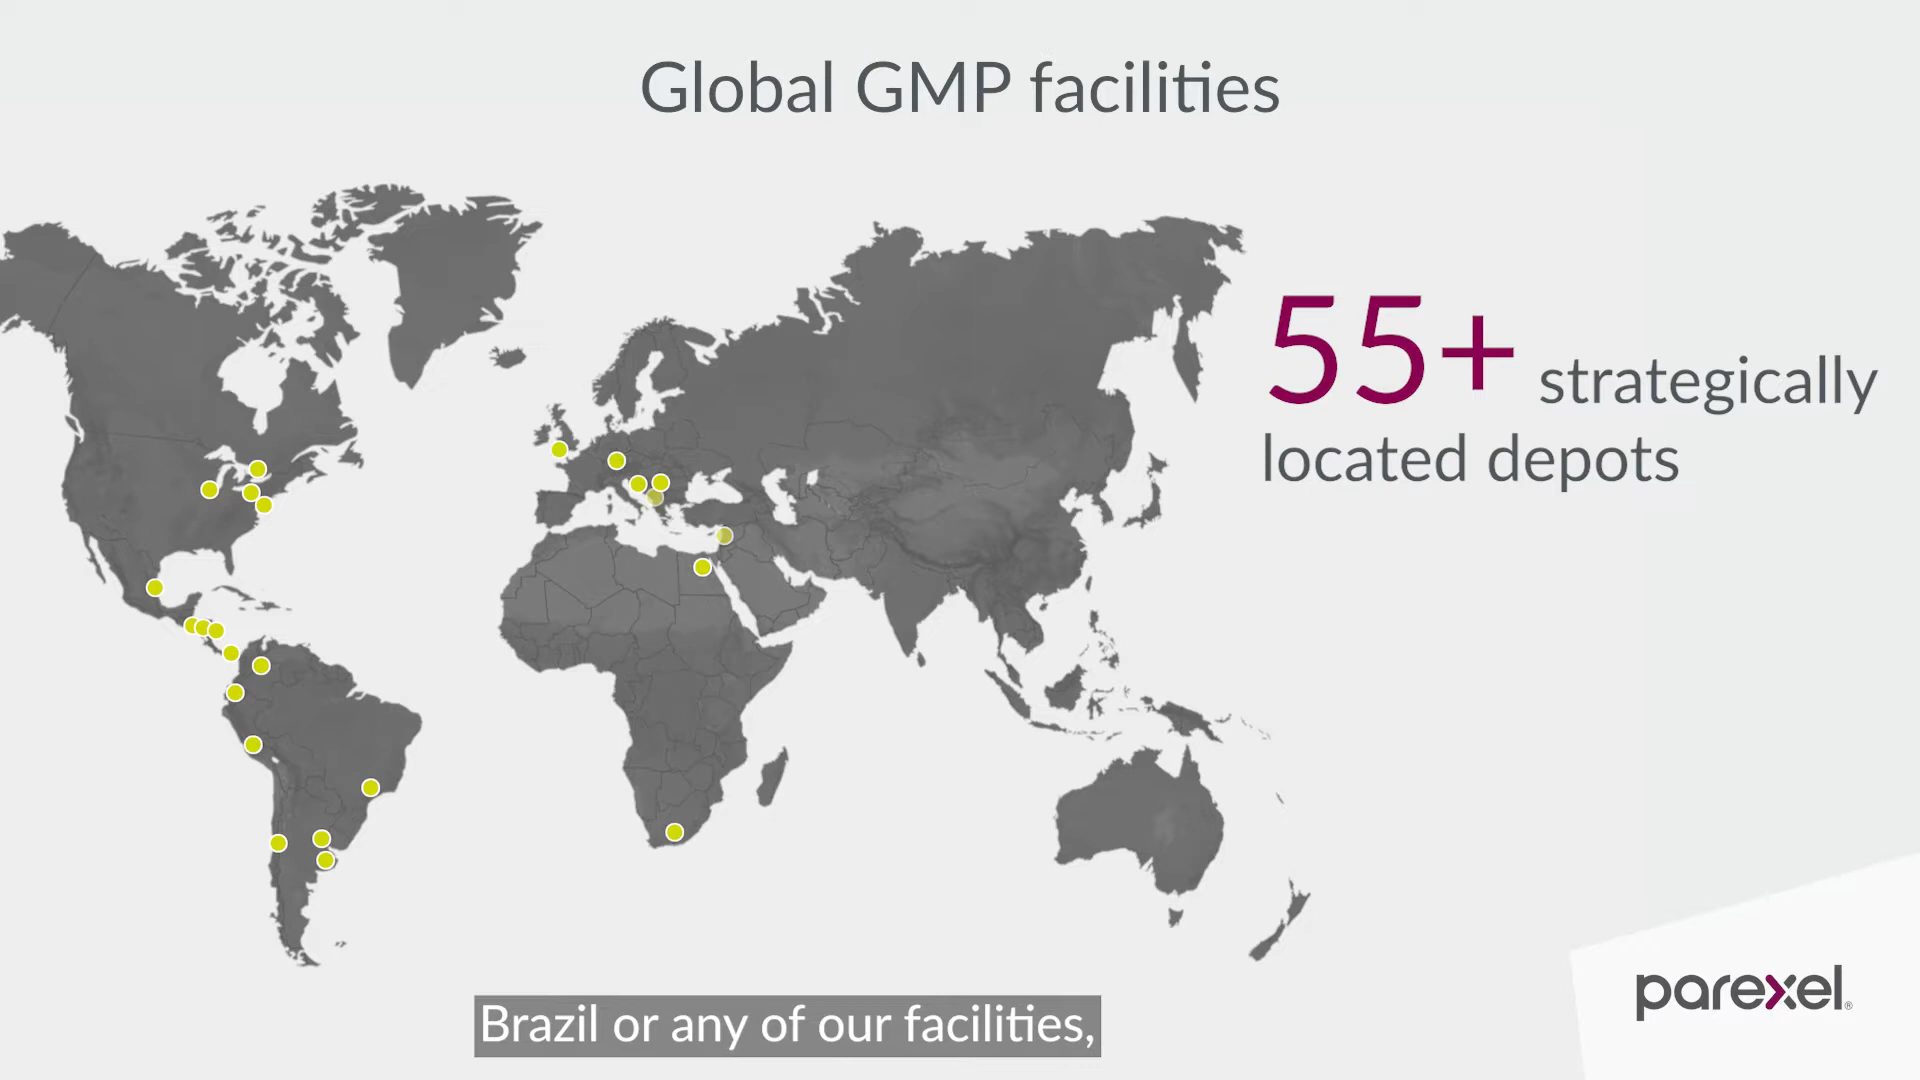 Global GMP facilities
55+ strategically
located depots
Brazil or any of our facilities,
parexel®